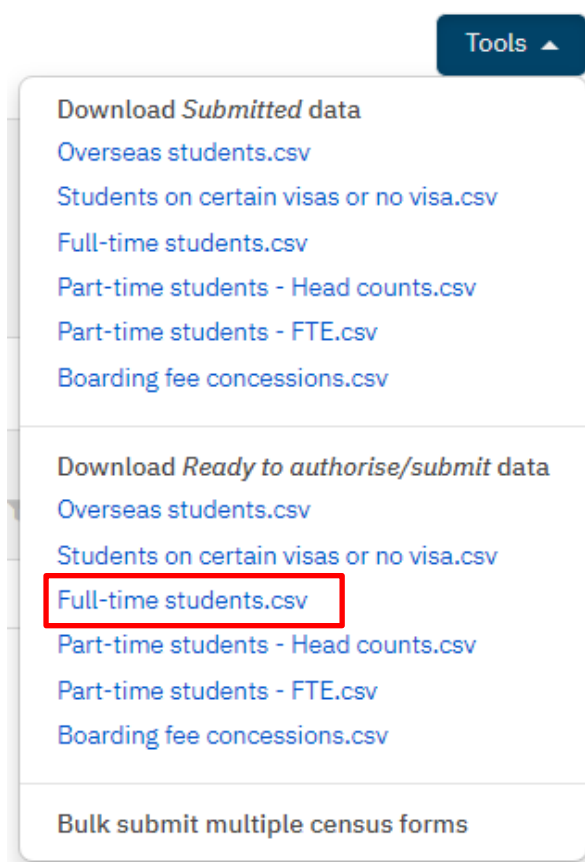 Tools
Download Submitted data
Overseas students.csv
Students on certain visas or no visa.csv
Full-time students.csv
Part-time students - Head counts.csv
Part-time students - FTE.csv
Boarding fee concessions.csv
Download Ready to authorise/submit data
Overseas students.csv
Students on certain visas or no visa.csv
Full-time students.csv
Part-time students - Head counts.csv
Part-time students - FTE.csv
Boarding fee concessions.csv
Bulk submit multiple census forms